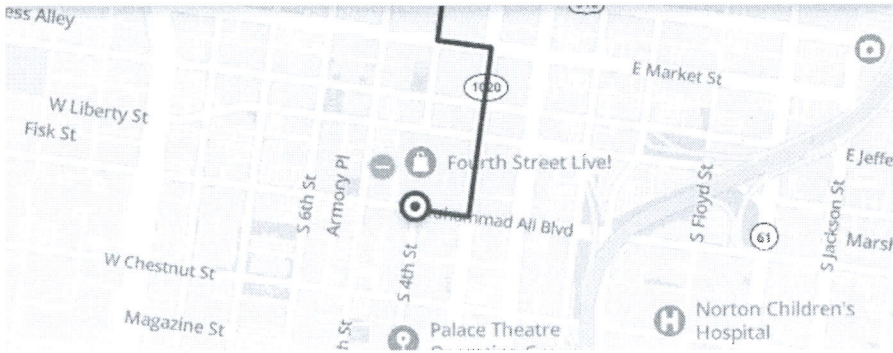 ess Alley
E Market St
1020
W Liberty St
Fisk St
Fourth Street Live!
E Jeffe
S 6th St
Armory Pl
S Floyd St
S Jackson St
uhammad Ali Blvd
61
Marsh
W Chestnut St
S 4th St
Magazine St
h St
Palace Theatre
Norton Children's
Hospital
H